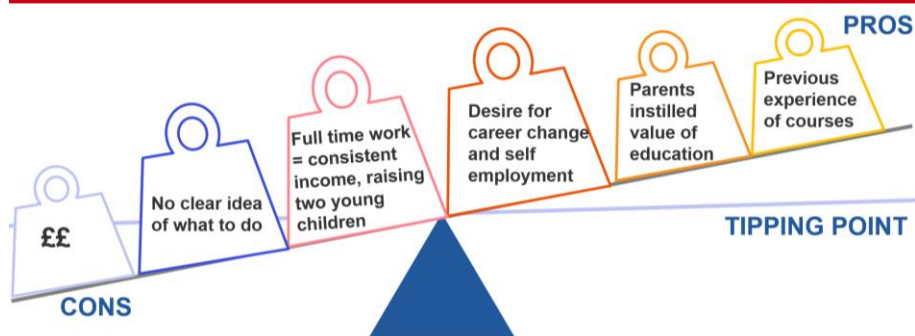 PROS
££
No clear idea
of what to do
Full time work
= consistent
income, raising
two young
children
Desire for
career change
and self
employment
Parents
instilled
value of
education
Previous
experience
of courses
TIPPING POINT
CONS